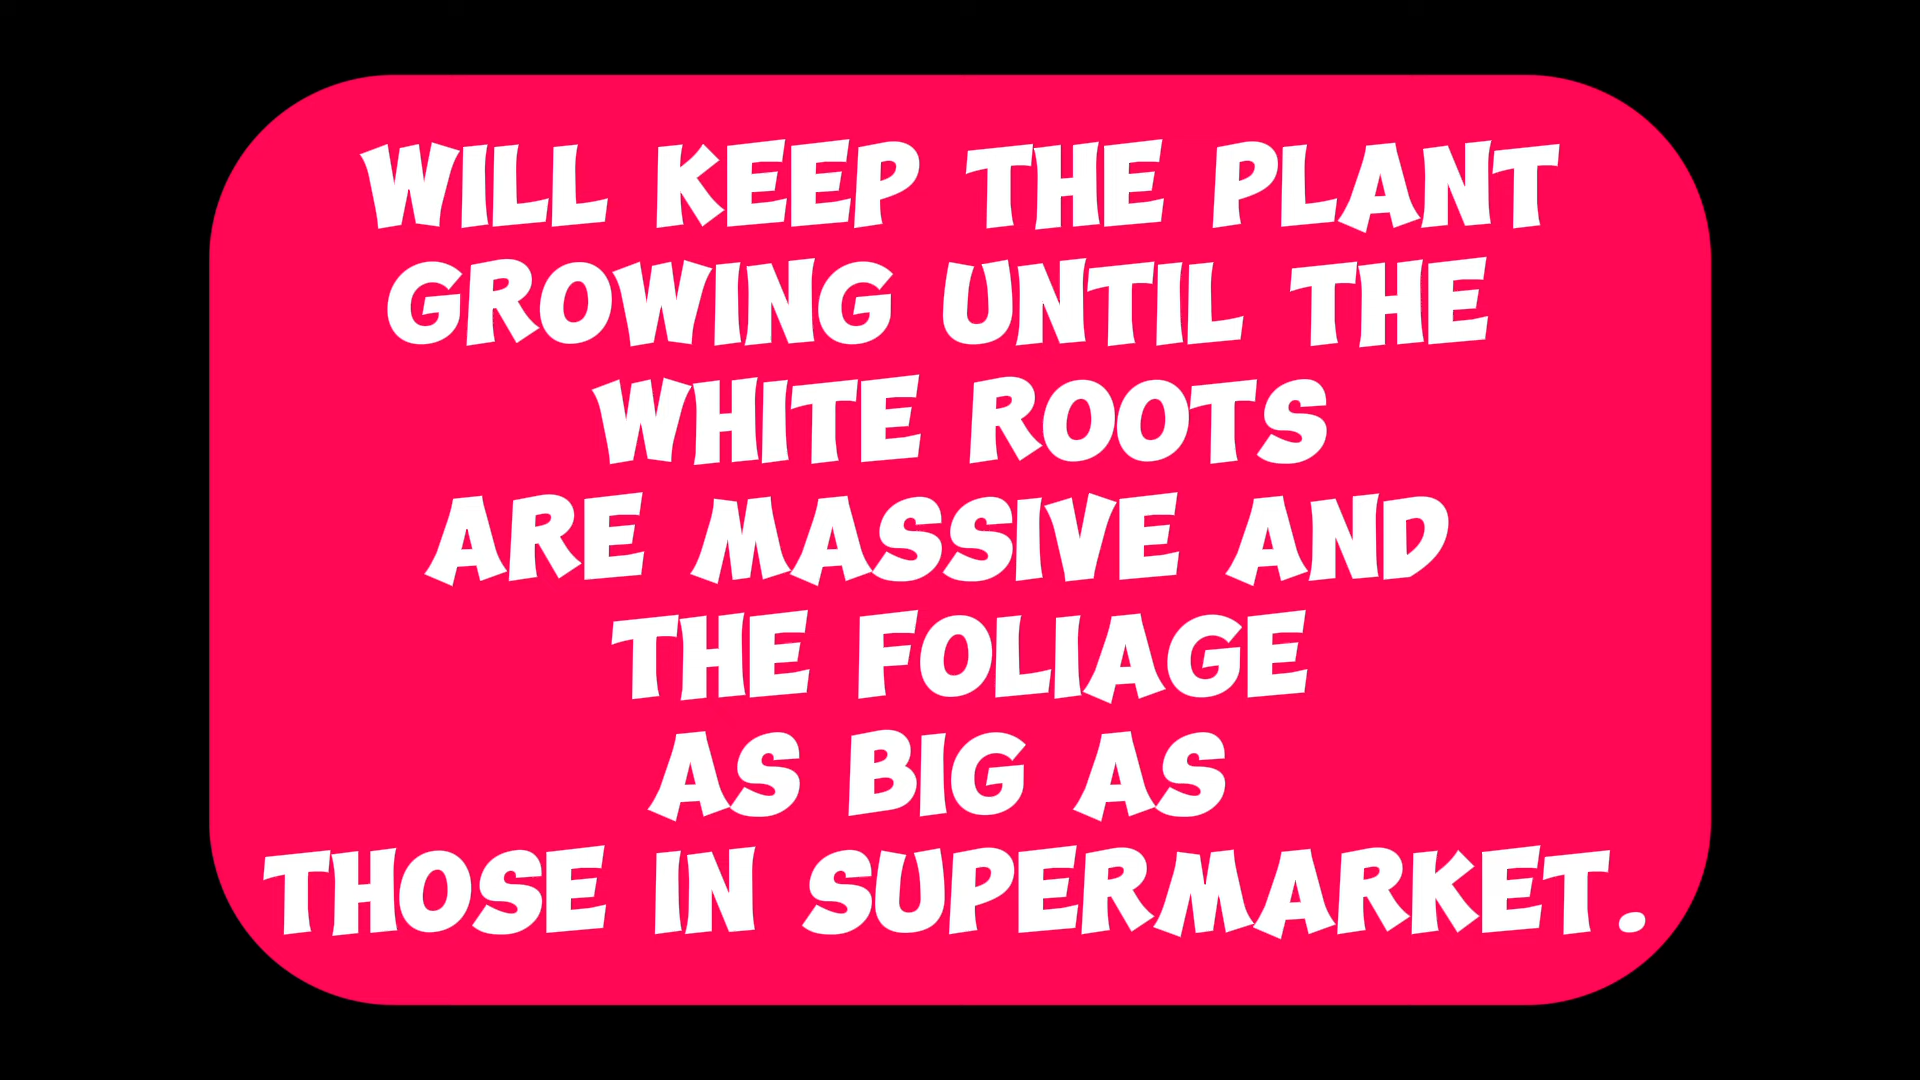 WILL KEEP THE PLANT
GROWING UNTIL THE
WHITE ROOTS
ARE MASSIVE AND
THE FOLIAGE
AS BIG AS
THOSE IN SUPERMARKET.